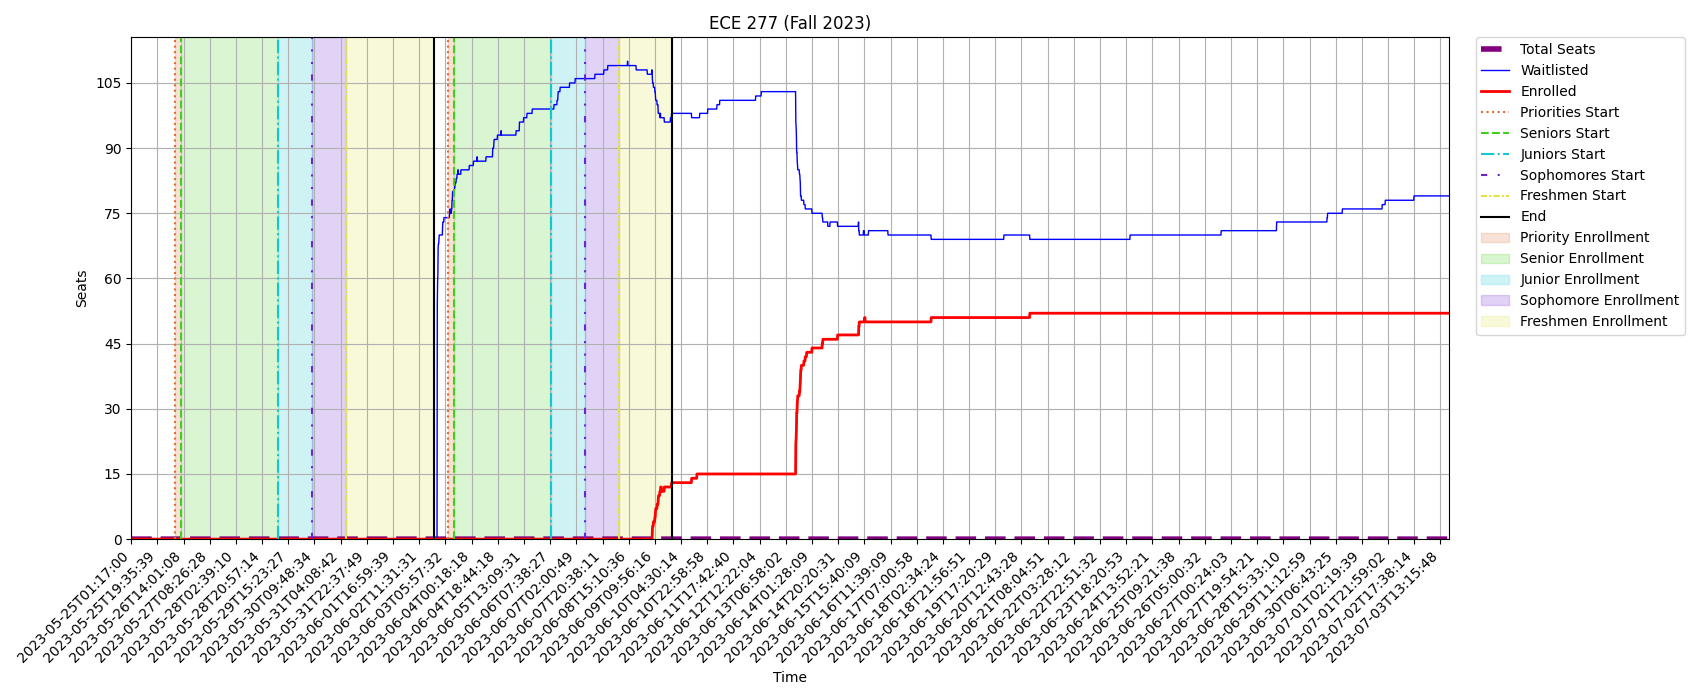 ECE 277 (Fall 2023)
Seats
105
90
75
60
45
30
15
0
2023-05-25T01:17:00
2023-05-25T19:35:39
2023-05-26T14:01:08
2023-05-27T08:26:28
2023-05-28T02:39:10
2023-05-28T20:57:14
2023-05-29T15:23:27
2023-05-30T09:48:34
2023-05-31T04:08:42
2023-05-31T22:37:49
2023-06-01T16:59:39
2023-06-02T11:31:31
2023-06-03T05:57:32
2023-06-04T00:18:18
2023-06-04T18:44:18
2023-06-05T13:09:31
2023-06-06T07:38:27
2023-06-07T02:00:49
2023-06-07T20:38:11
2023-06-08T15:10:36
2023-06-09T09:56:16
2023-06-10T04:30:14
2023-06-10T22:58:58
2023-06-11T17:42:40
2023-06-12T12:22:04
2023-06-13T06:58:02
2023-06-14T01:28:09
2023-06-14T20:20:31
2023-06-15T15:40:09
2023-06-16T11:39:09
2023-06-17T07:00:58
2023-06-18T02:34:24
2023-06-18T21:56:51
2023-06-19T17:20:29
2023-06-20T12:43:28
2023-06-21T08:04:51
2023-06-22T03:28:12
2023-06-22T22:51:32
2023-06-23T18:20:53
2023-06-24T13:52:21
2023-06-25T09:21:38
2023-06-26T05:00:32
2023-06-27T00:24:03
2023-06-27T19:54:21
2023-06-28T15:35:10
2023-06-29T11:12:59
2023-06-30T06:43:25
2023-07-01T02:19:39
2023-07-01T21:59:02
2023-07-02T17:38:14
2023-07-03T13:15:48
Time
Total Seats
Waitlisted
Enrolled
Priorities Start
Seniors Start
Juniors Start
Sophomores Start
Freshmen Start
End
Priority Enrollment
Senior Enrollment
Junior Enrollment
Sophomore Enrollment
Freshmen Enrollment